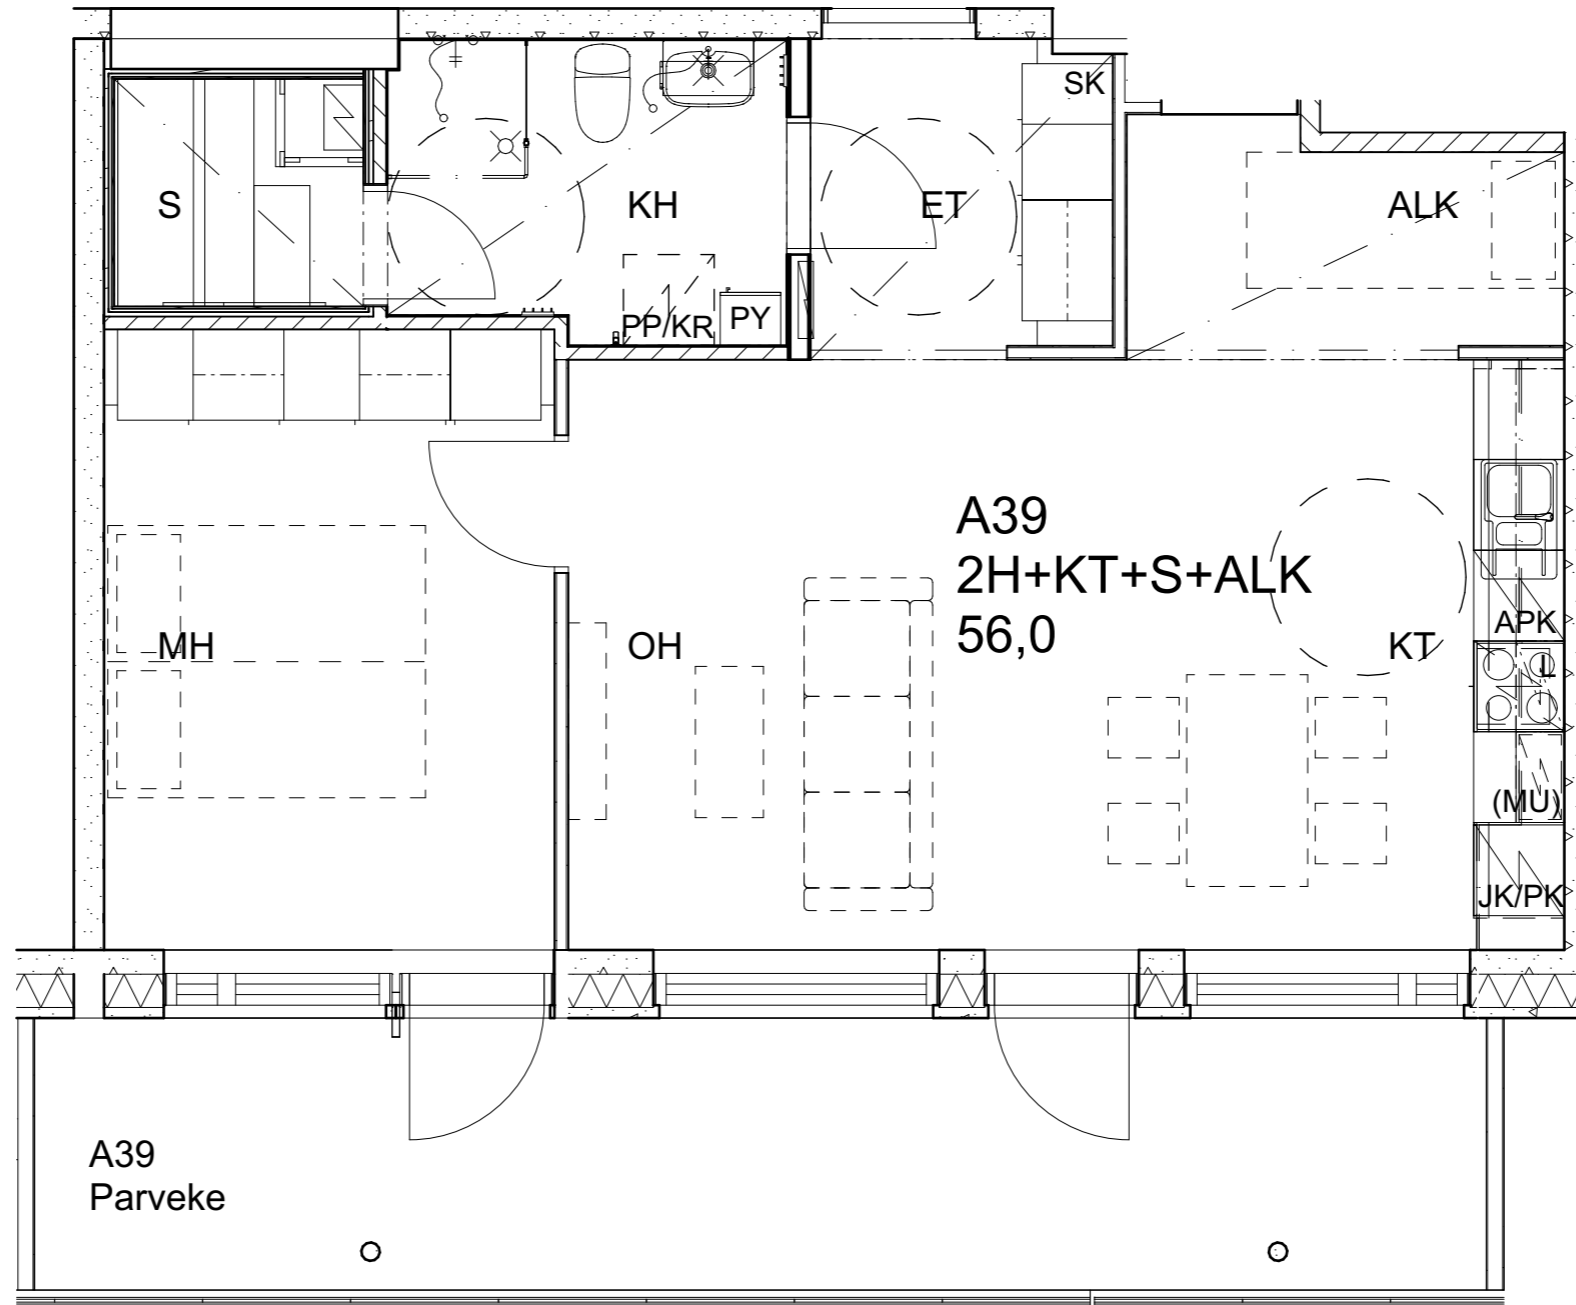 SK
S
KH
ET
ALK
PP/KR
PY
A39
2H+KT+S+ALK
56,0
MH
OH
KT
APK
L
(MU)
JK/PK
A39
Parveke